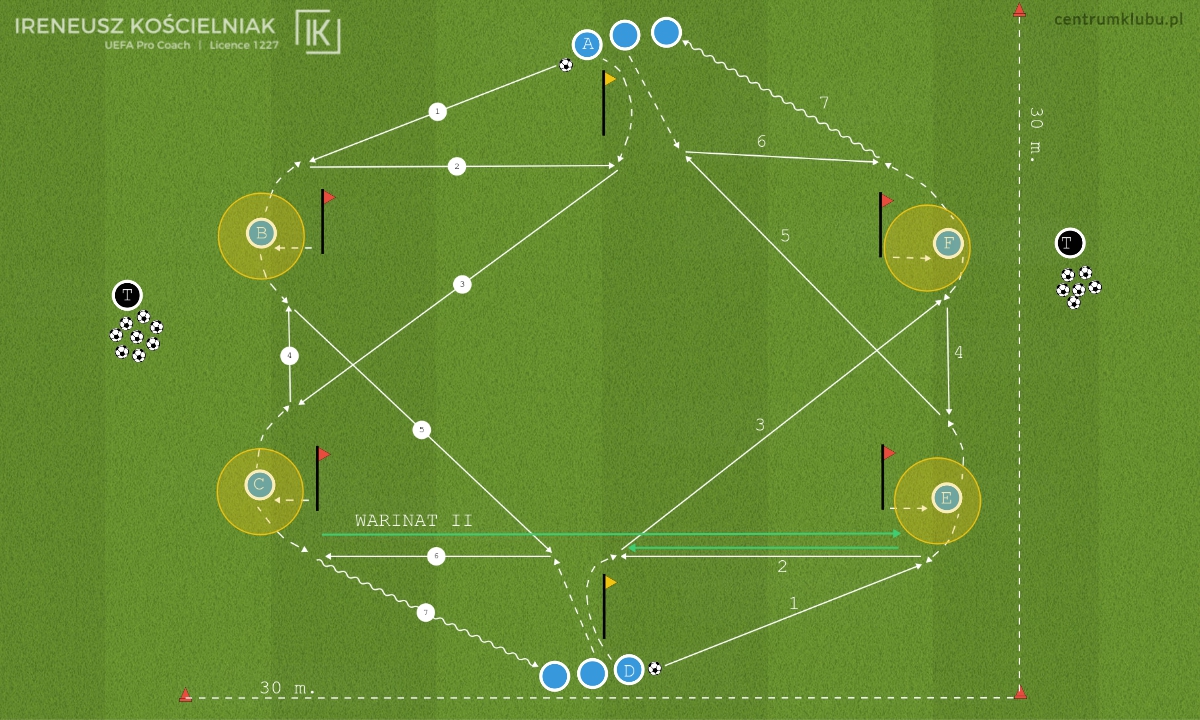 IRENEUSZ KOŚCIELNIAK
UEFA Pro Coach | Licence 1227
IK
centrumklubu.pl
A
1
2
7
6
30 m.
B
F
T
5
T
3
4
4
3
5
C
E
WARINAT II
6
2
1
7
D
30 m.